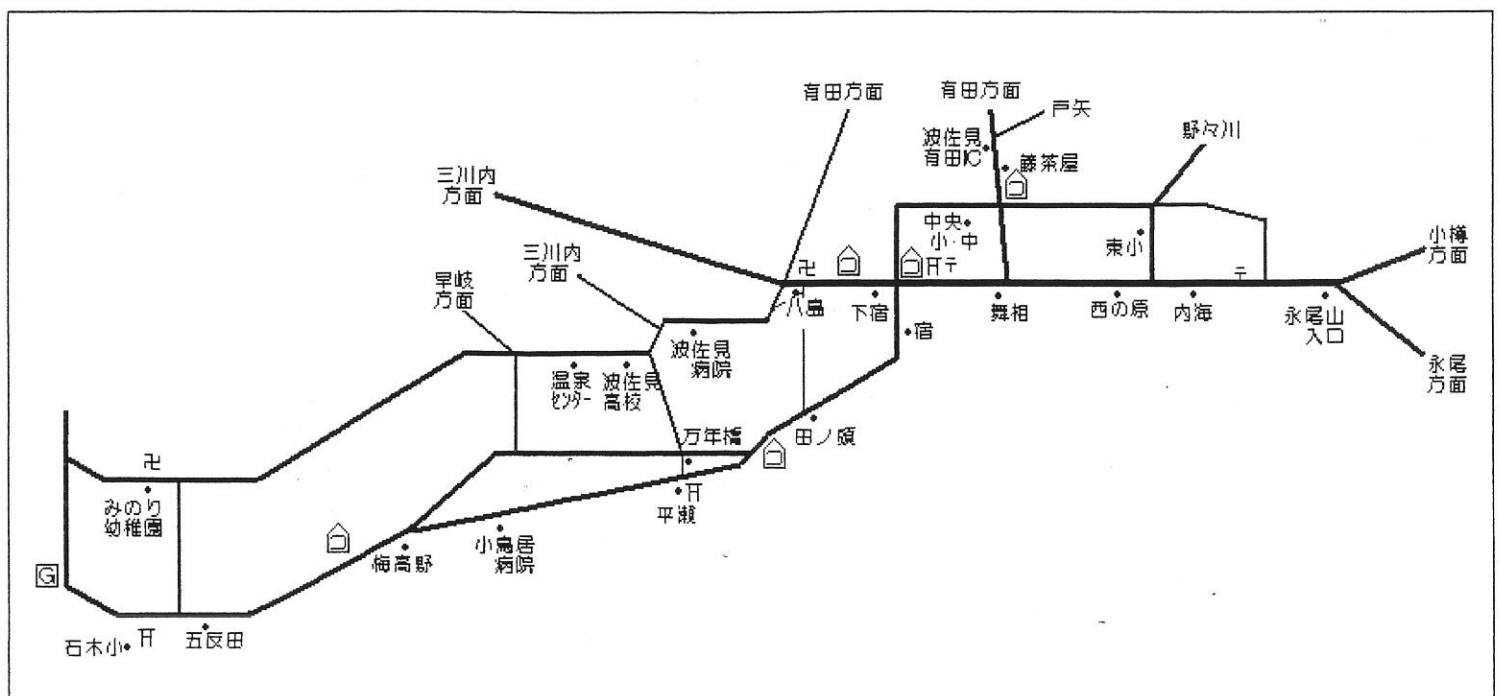 有田方面
有田方面
戸矢
野々川
波佐見
有田IC
藤茶屋
三川内
方面
中央
小・中
東小
小樽
方面
三川内
方面
早岐
方面
〒
〒
八島
下宿
舞相
西の原
内海
永尾山
入口
宿
波佐見
病院
永尾
方面
温泉
センター
波佐見
高校
万年橋
田ノ頭
みのり
幼稚園
平瀬
小鳥居
病院
梅高野
G
石木小
五反田